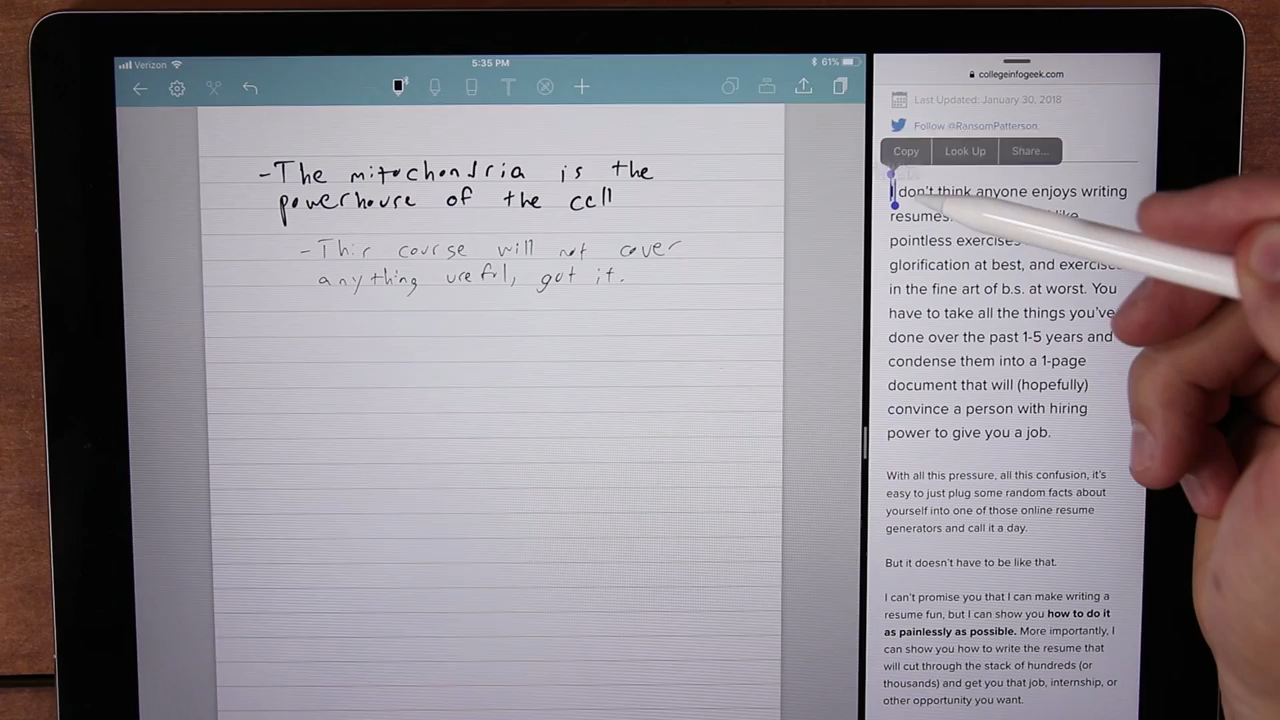 Verizon
5:35 PM
61%
-The mitochondria is the
powerhouse of the cell
-This course will not cover
anything useful, got it.
collegeinfogeek.com
Last Updated: January 30, 2018
Follow @RansomPatterson
Copy Look Up Share...
I don't think anyone enjoys writing
resumes. like
pointless exercises
glorification at best, and exercises
in the fine art of b.s. at worst. You
have to take all the things you've
done over the past 1-5 years and
condense them into a 1-page
document that will (hopefully)
convince a person with hiring
power to give you a job.
With all this pressure, all this confusion, it's
easy to just plug some random facts about
yourself into one of those online resume
generators and call it a day.
But it doesn't have to be like that.
I can't promise you that I can make writing a
resume fun, but I can show you how to do it
as painlessly as possible. More importantly, I
can show you how to write the resume that
will cut through the stack of hundreds (or
thousands) and get you that job, internship, or
other opportunity you want.